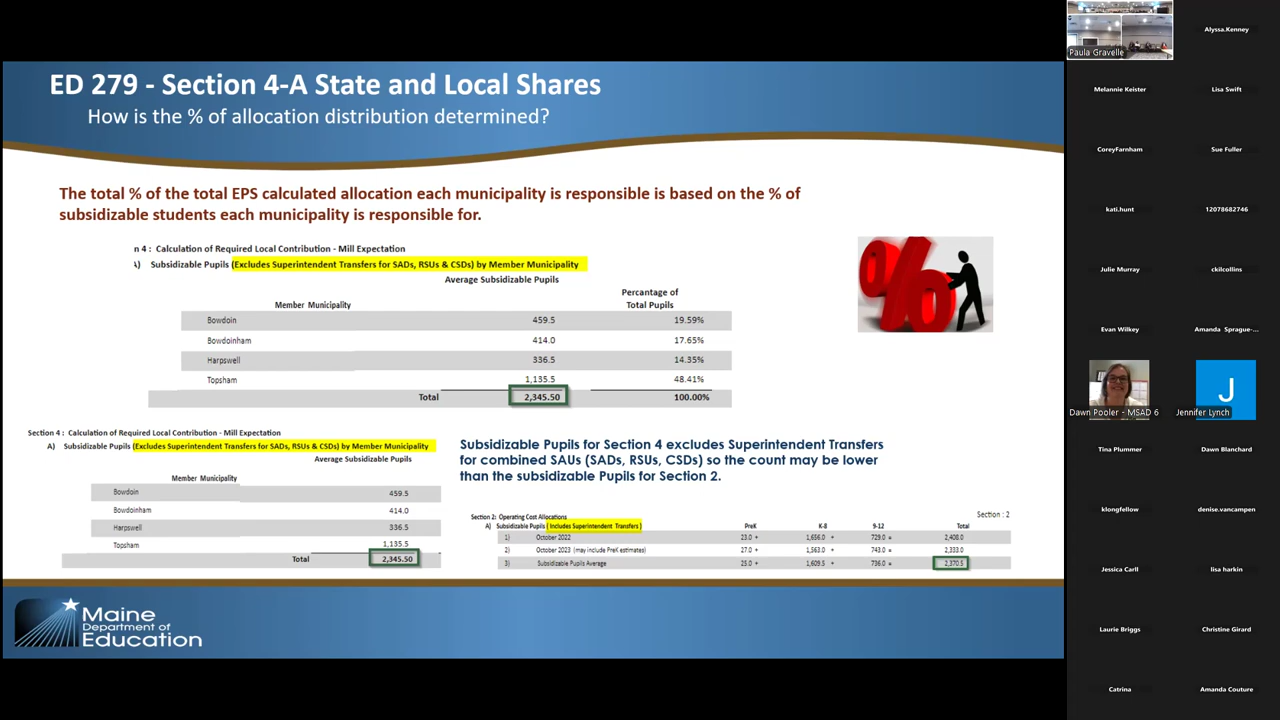 ED 279 - Section 4-A State and Local Shares
How is the % of allocation distribution determined?
The total % of the total EPS calculated allocation each municipality is responsible is based on the % of
subsidizable students each municipality is responsible for.
n 4 : Calculation of Required Local Contribution - Mill Expectation
A) Subsidizable Pupils (Excludes Superintendent Transfers for SADs, RSUs & CSDs) by Member Municipality
Average Subsidizable Pupils
Percentage of
Member Municipality Total Pupils
Bowdoin 459.5 19.59%
Bowdoinham 414.0 17.65%
Harpswell 336.5 14.35%
Topsham 1,135.5 48.41%
Total 2,345.50 100.00%
%
Section 4 : Calculation of Required Local Contribution - Mill Expectation
A) Subsidizable Pupils (Excludes Superintendent Transfers for SADs, RSUs & CSDs) by Member Municipality
Average Subsidizable Pupils
Member Municipality
Bowdoin 459.5
Bowdoinham 414.0
Harpswell 336.5
Topsham 1,135.5
Total 2,345.50
Subsidizable Pupils for Section 4 excludes Superintendent Transfers
for combined SAUs (SADs, RSUs, CSDs) so the count may be lower
than the subsidizable Pupils for Section 2.
Section 2: Operating Cost Allocations Section : 2
A) Subsidizable Pupils ( Includes Superintendent Transfers ) PreK K-8 9-12 Total
1) October 2022 23.0 + 1,656.0 + 729.0 = 2,408.0
2) October 2023 (may include PreK estimates) 27.0 + 1,563.0 + 743.0 = 2,333.0
3) Subsidizable Pupils Average 25.0 + 1,609.5 + 736.0 = 2,370.5
Maine
Department of
Education
Paula Gravelle
Alyssa.Kenney
Melannie Keister
Lisa Swift
CoreyFarnham
Sue Fuller
kati.hunt
12078682746
Julie Murray
ckilcollins
Evan Wilkey
Amanda Sprague-...
J
Dawn Pooler - MSAD 6
Jennifer Lynch
Tina Plummer
Dawn Blanchard
klongfellow
denise.vancampen
Jessica Carll
lisa harkin
Laurie Briggs
Christine Girard
Catrina
Amanda Couture